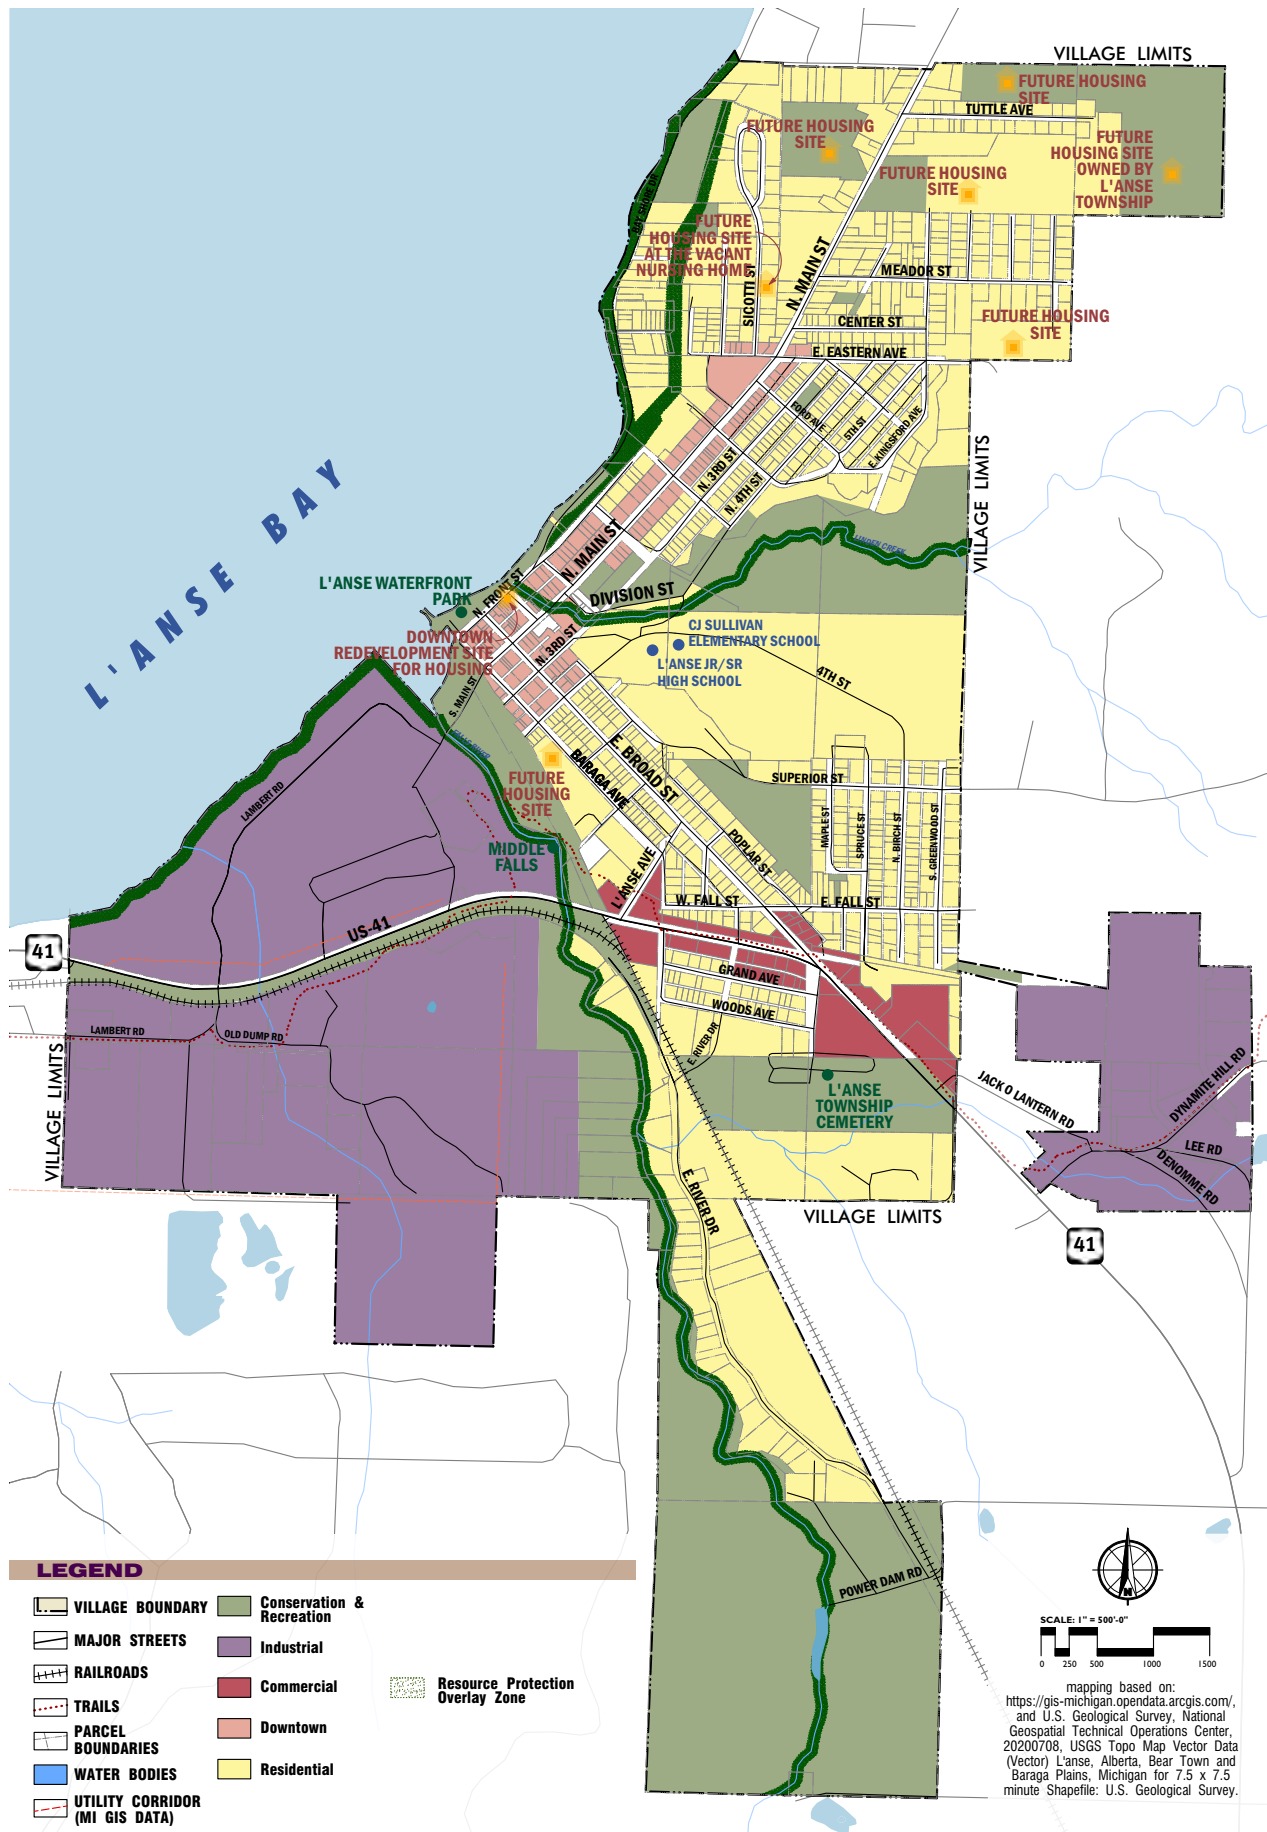 VILLAGE LIMITS
FUTURE HOUSING
SITE
TUTTLE AVE
FUTURE HOUSING
SITE
FUTURE
HOUSING SITE
OWNED BY
L'ANSE
TOWNSHIP
FUTURE HOUSING
SITE
BAY SHORE DR
FUTURE
HOUSING SITE
AT THE VACANT
NURSING HOME
SICOTTI ST
N. MAIN ST
MEADOR ST
CENTER ST
FUTURE HOUSING
SITE
E. EASTERN AVE
FORD AVE
5TH ST
E. KINGSFORD AVE
VILLAGE LIMITS
N. 3RD ST
N. 4TH ST
L'ANSE BAY
N. MAIN ST
LINDEN CREEK
L'ANSE WATERFRONT
PARK
N. FRONT ST
DIVISION ST
DOWNTOWN
REDEVELOPMENT SITE
FOR HOUSING
N. 3RD ST
CJ SULLIVAN
ELEMENTARY SCHOOL
L'ANSE JR/SR
HIGH SCHOOL
4TH ST
S. MAIN ST
FALLS RIVER
E. BROAD ST
BARAGA AVE
FUTURE
HOUSING
SITE
SUPERIOR ST
LAMBERT RD
MAPLE ST
SPRUCE ST
N. BIRCH ST
S. GREENWOOD ST
POPLAR ST
MIDDLE
FALLS
L'ANSE AVE
W. FALL ST
E. FALL ST
US-41
41
GRAND AVE
WOODS AVE
LAMBERT RD
OLD DUMP RD
E. RIVER DR
VILLAGE LIMITS
L'ANSE
TOWNSHIP
CEMETERY
JACK O LANTERN RD
DYNAMITE HILL RD
LEE RD
DENOMME RD
E. RIVER DR
VILLAGE LIMITS
41
POWER DAM RD
LEGEND
VILLAGE BOUNDARY
MAJOR STREETS
RAILROADS
TRAILS
PARCEL
BOUNDARIES
WATER BODIES
UTILITY CORRIDOR
(MI GIS DATA)
Conservation &
Recreation
Industrial
Commercial
Downtown
Residential
Resource Protection
Overlay Zone
N
SCALE: 1" = 500'-0"
0 250 500 1000 1500
mapping based on:
https://gis-michigan.opendata.arcgis.com/,
and U.S. Geological Survey, National
Geospatial Technical Operations Center,
20200708, USGS Topo Map Vector Data
(Vector) L'anse, Alberta, Bear Town and
Baraga Plains, Michigan for 7.5 x 7.5
minute Shapefile: U.S. Geological Survey.